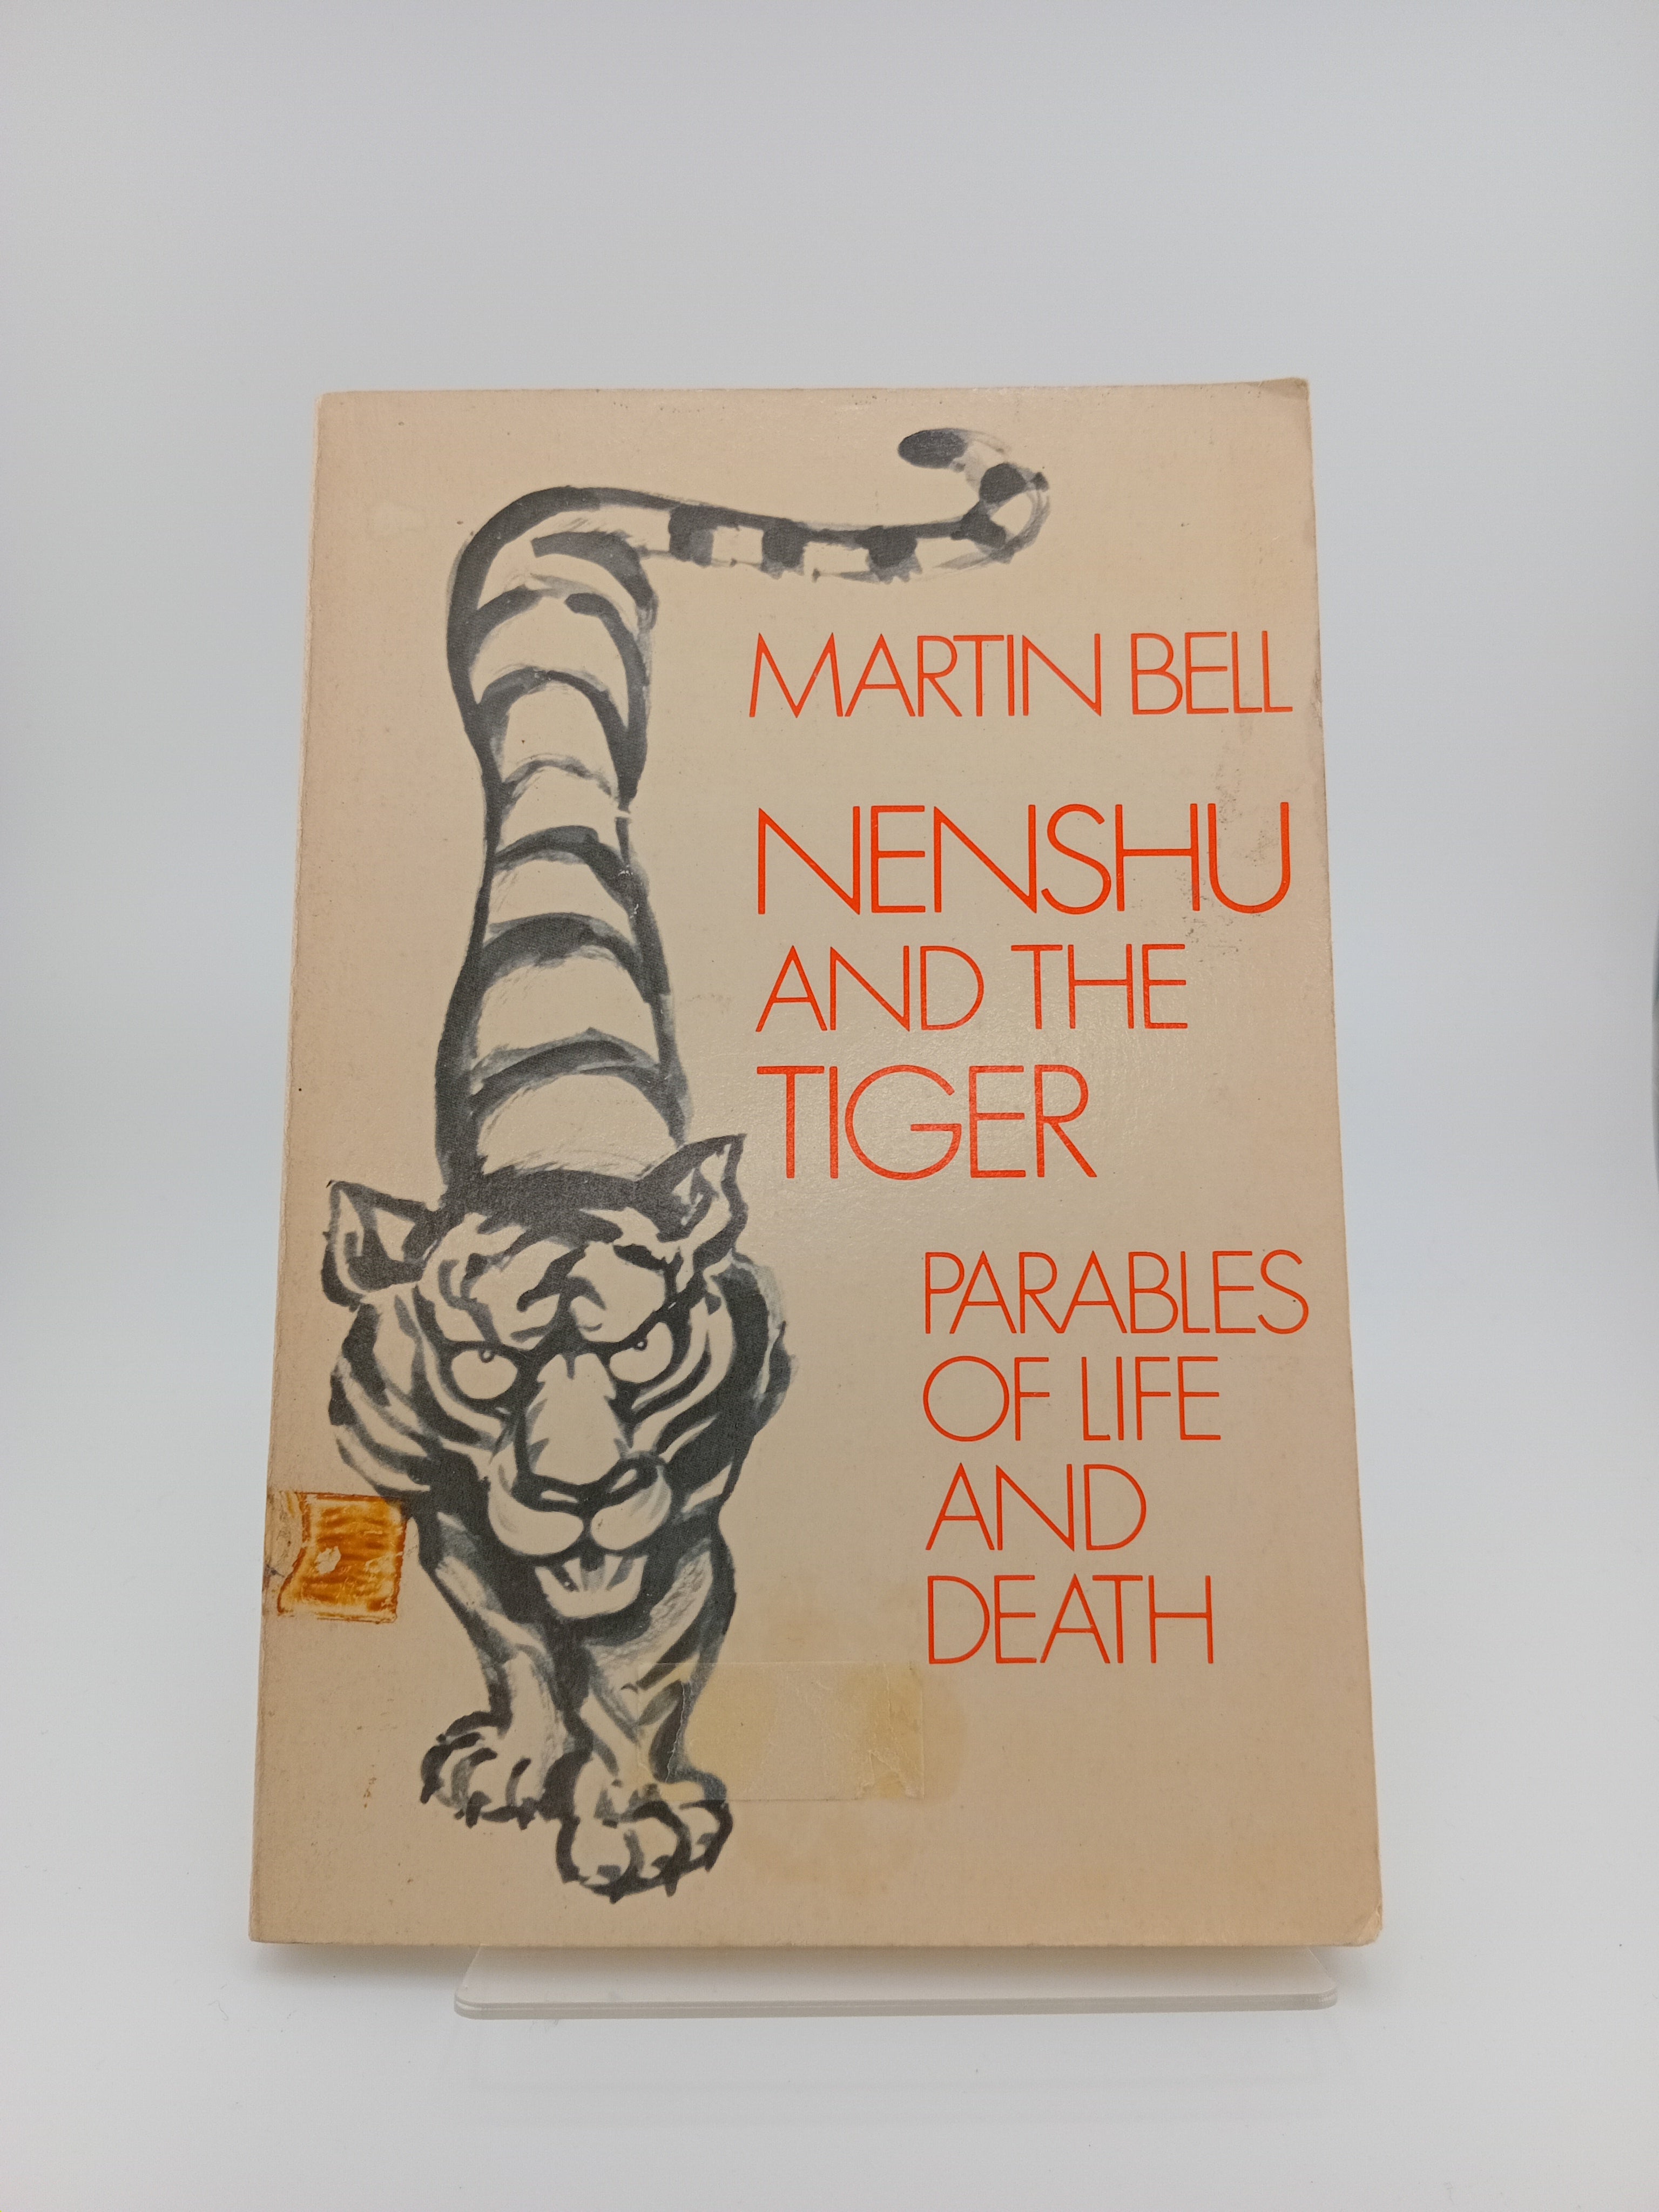 MARTIN BELL
NENSHU
AND THE
TIGER
PARABLES
OF LIFE
AND
DEATH